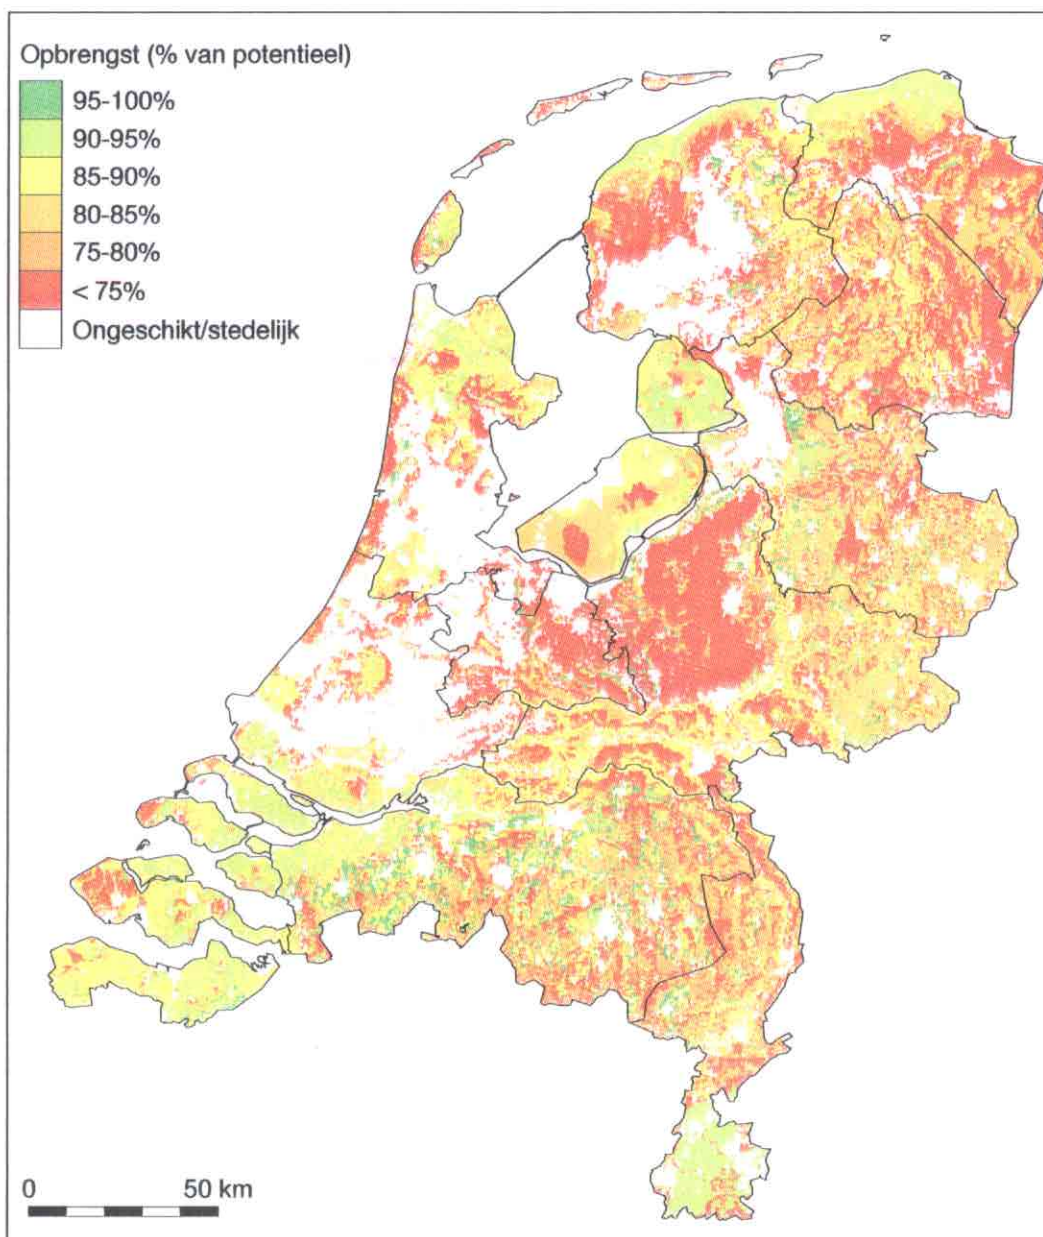 Opbrengst (% van potentieel)
95-100%
90-95%
85-90%
80-85%
75-80%
< 75%
Ongeschikt/stedelijk
0 50 km